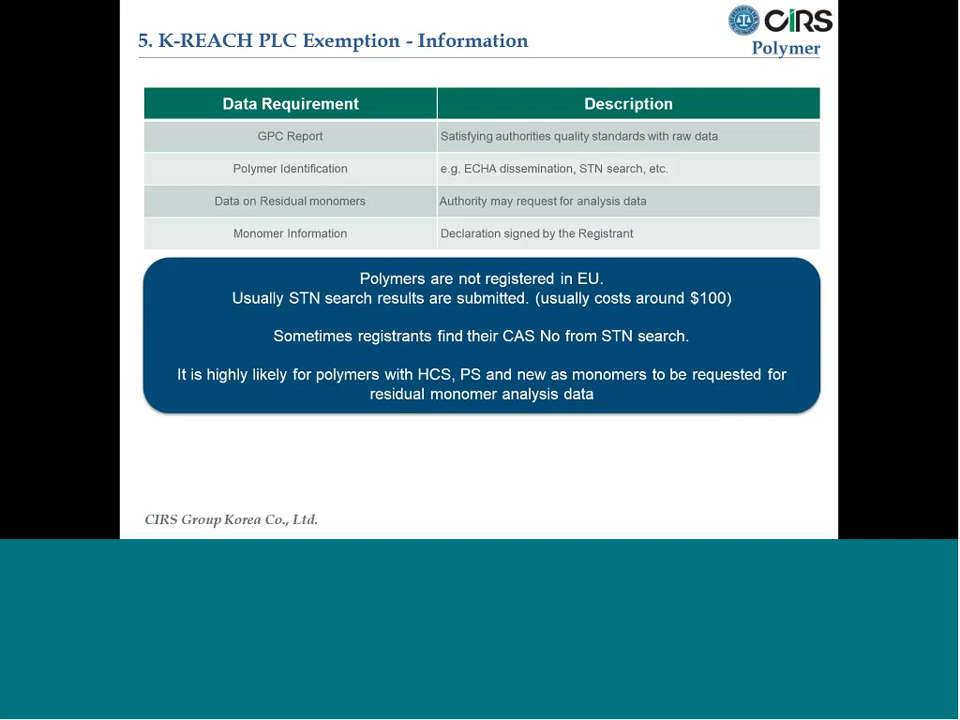 5. K-REACH PLC Exemption - Information
CIRS
Polymer
Data Requirement Description
GPC Report Satisfying authorities quality standards with raw data
Polymer Identification e.g. ECHA dissemination, STN search, etc.
Data on Residual monomers Authority may request for analysis data
Monomer Information Declaration signed by the Registrant
Polymers are not registered in EU.
Usually STN search results are submitted. (usually costs around $100)
Sometimes registrants find their CAS No from STN search.
It is highly likely for polymers with HCS, PS and new as monomers to be requested for
residual monomer analysis data
CIRS Group Korea Co., Ltd.